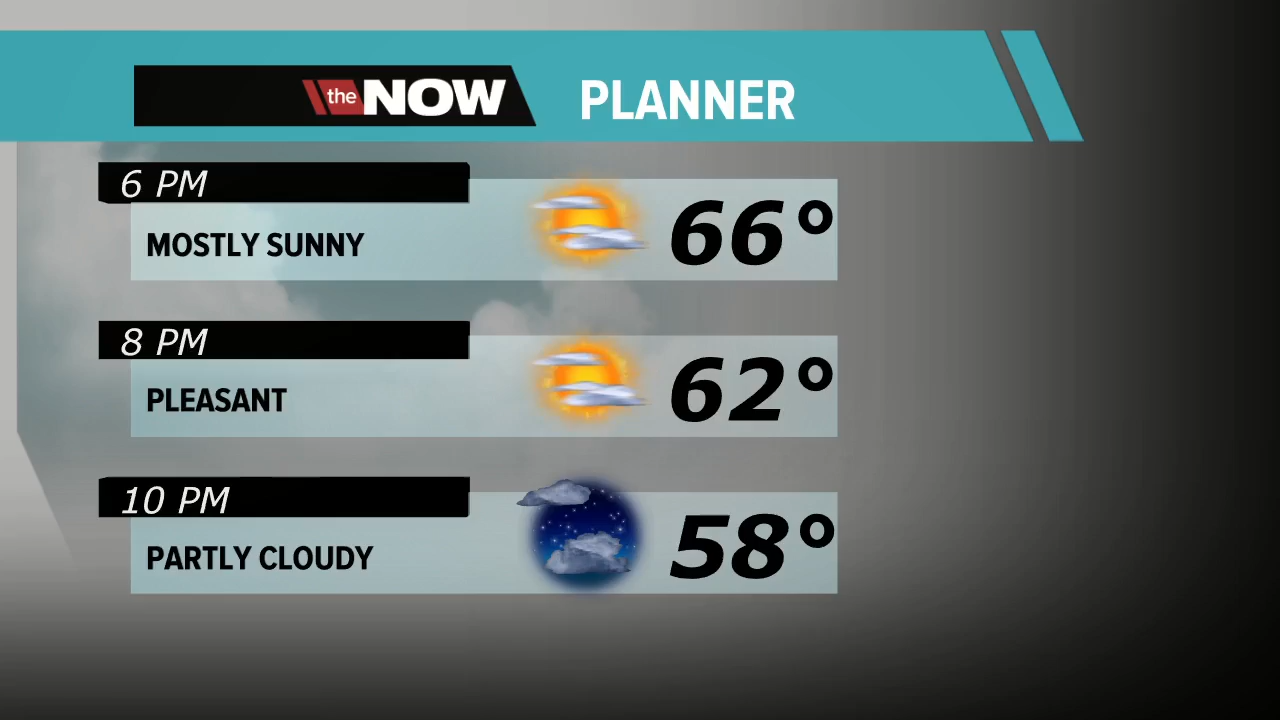 the NOW PLANNER
6 PM
MOSTLY SUNNY
66°
8 PM
PLEASANT
62°
10 PM
PARTLY CLOUDY
58°